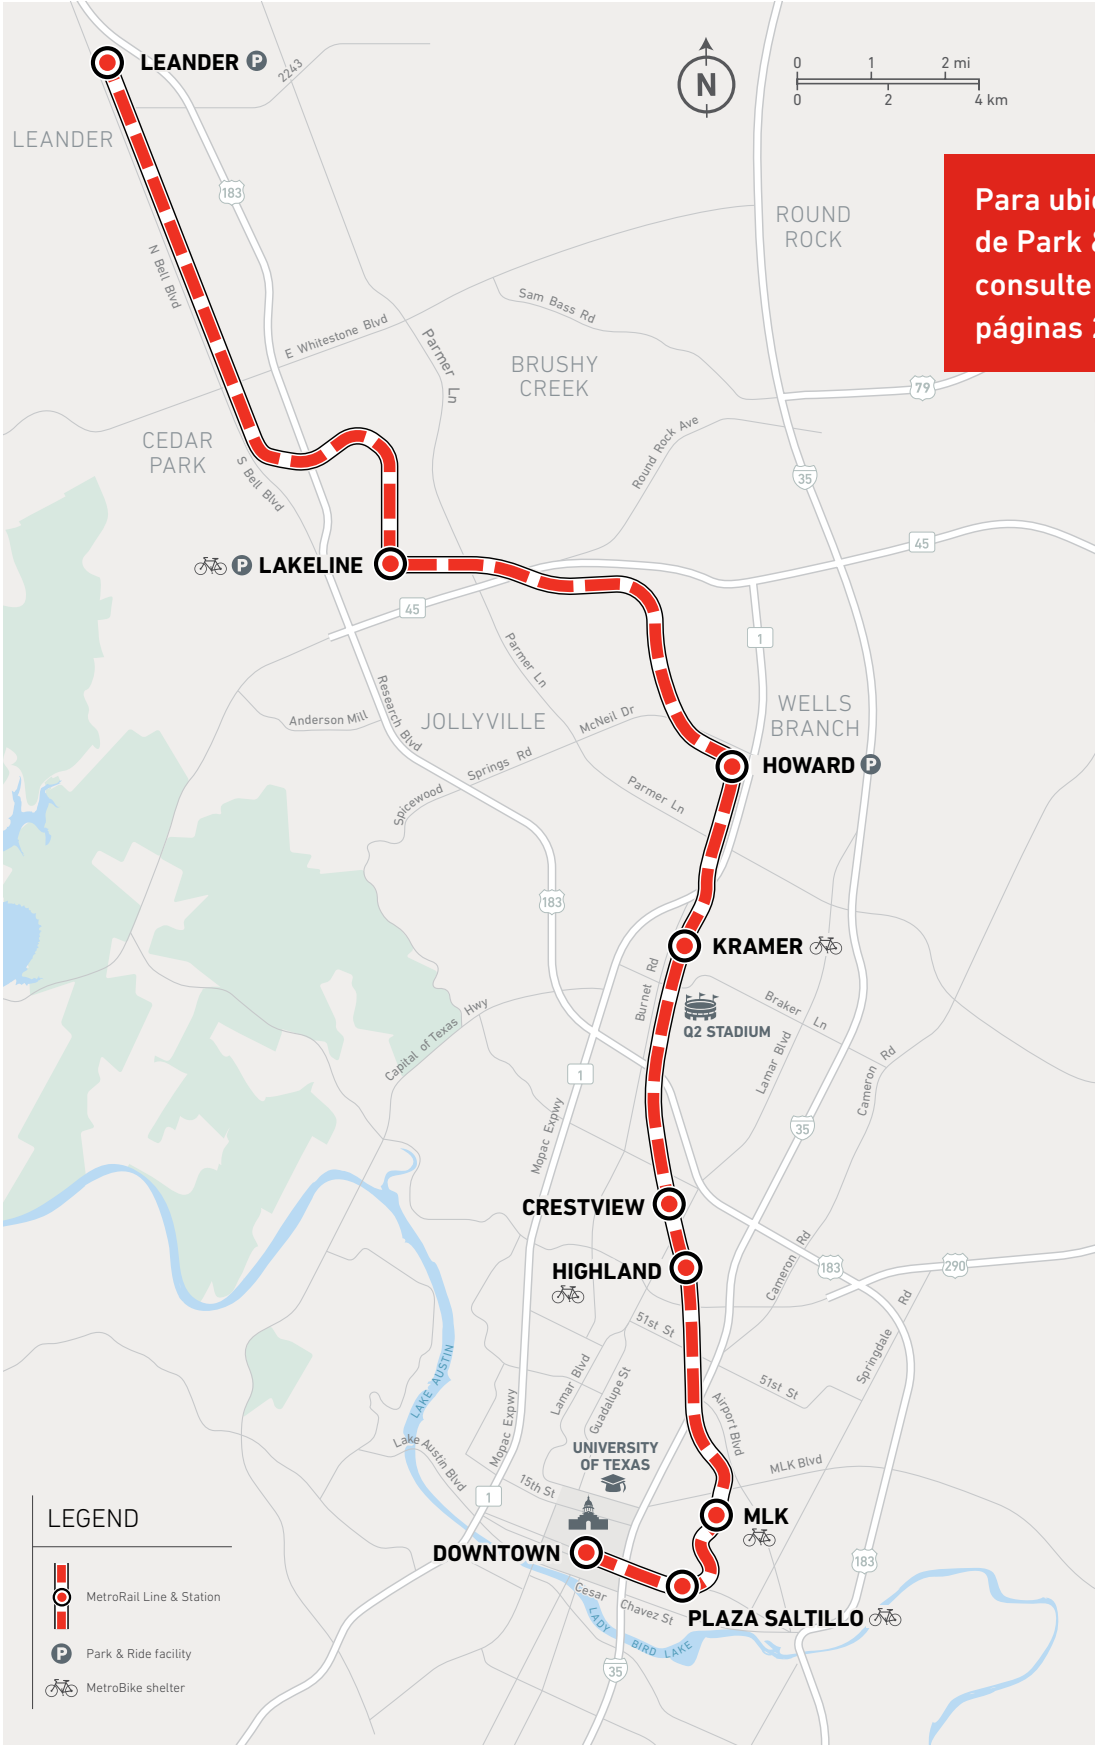 LEANDER P
2243
N
0 1 2 mi
0 2 4 km
LEANDER
183
ROUND
ROCK
Para
de Park
consulte
páginas
N Bell Blvd
Sam Bass Rd
E Whitestone Blvd
Parmer Ln
BRUSHY
CREEK
79
CEDAR
PARK
Round Rock Ave
S Bell Blvd
35
45
P LAKELINE
45
1
Parmer Ln
Research Blvd
Anderson Mill
JOLLYVILLE
McNeil Dr
WELLS
BRANCH
Spicewood Springs Rd
HOWARD P
Parmer Ln
183
KRAMER
Burnet Rd
Braker Ln
Q2 STADIUM
Capital of Texas Hwy
Lamar Blvd
Cameron Rd
1
Mopac Expwy
35
CRESTVIEW
HIGHLAND
Cameron Rd
183
290
51st St
Springdale Rd
LAKE AUSTIN
Lamar Blvd
Guadalupe St
51st St
Airport Blvd
Mopac Expwy
Lake Austin Blvd
UNIVERSITY
OF TEXAS
MLK Blvd
15th St
1
LEGEND
MLK
DOWNTOWN
183
MetroRail Line & Station
Cesar Chavez St
PLAZA SALTILLO
LADY BIRD LAKE
P Park & Ride facility
35
MetroBike shelter